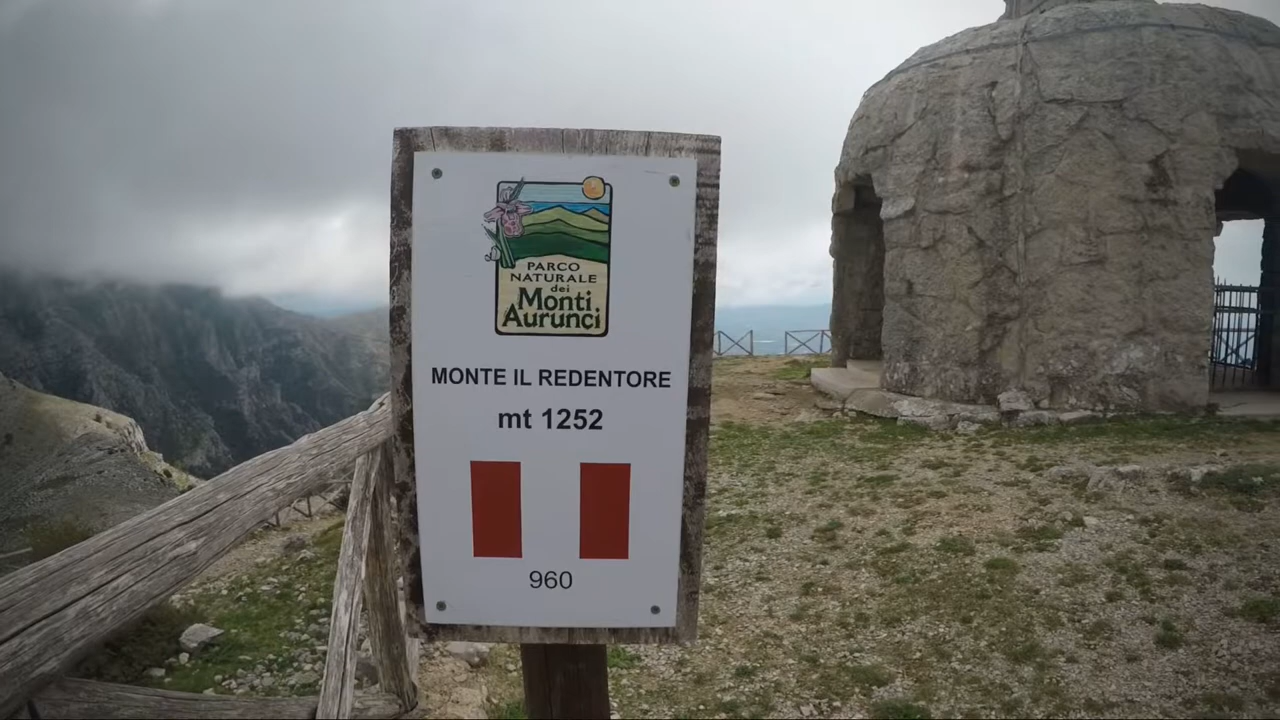 PARCO
NATURALE
dei
Monti
Aurunci
MONTE IL REDENTORE
mt 1252
960